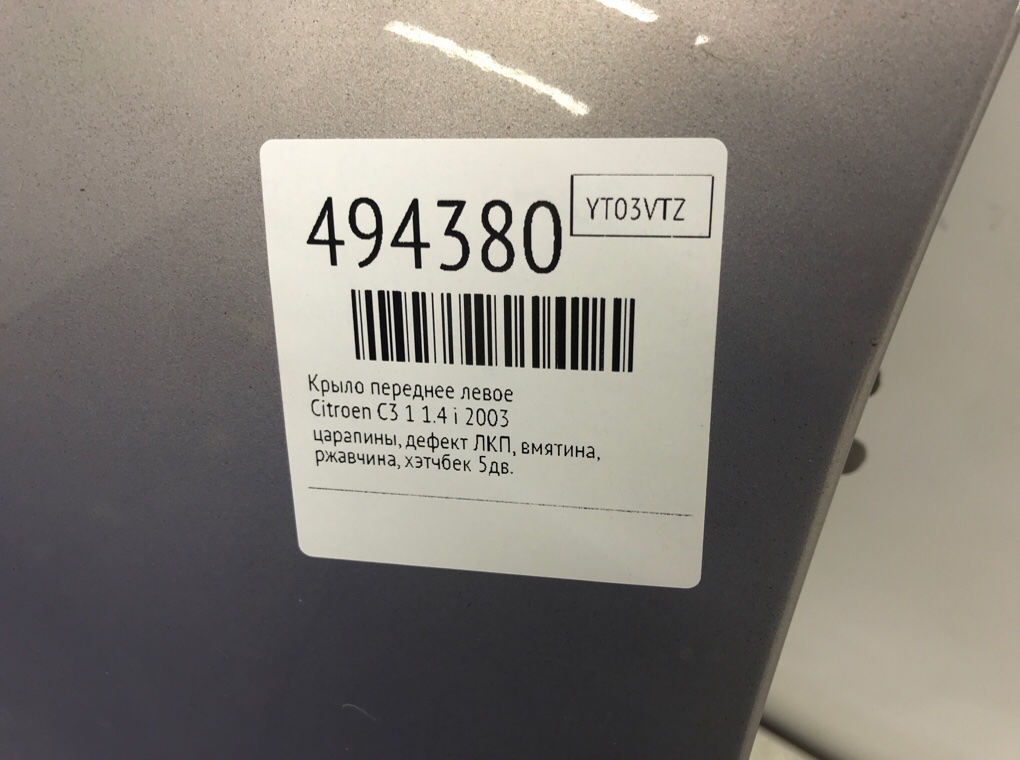 YT03VTZ
494380
Крыло переднее левое
Citroen C3 1 1.4 i 2003
царапины, дефект ЛКП, вмятина,
ржавчина, хэтчбек 5дв.